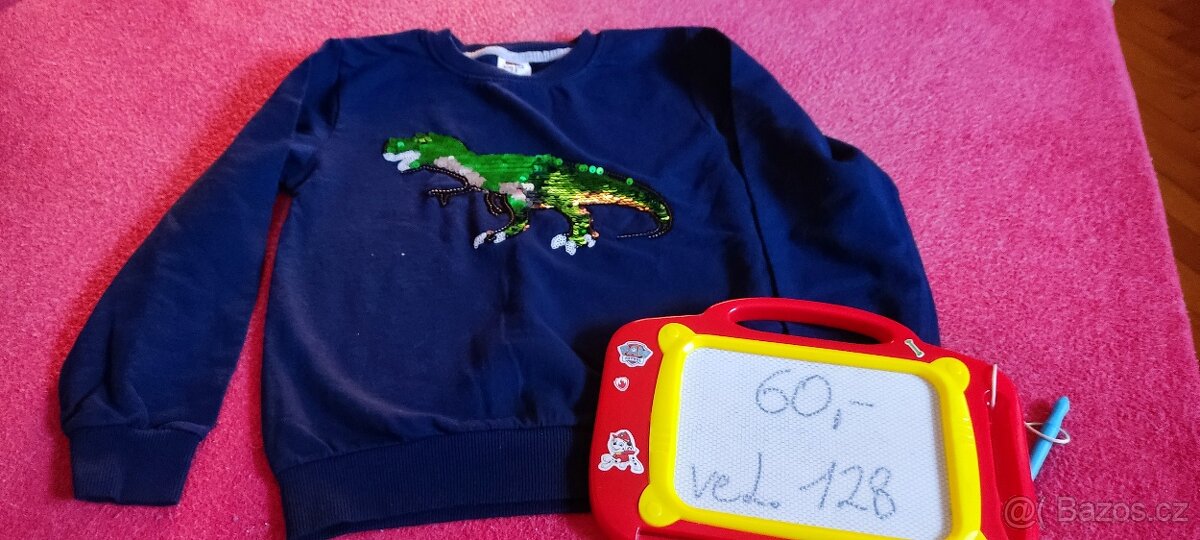 60,-
vel. 128
@ Bazos.cz